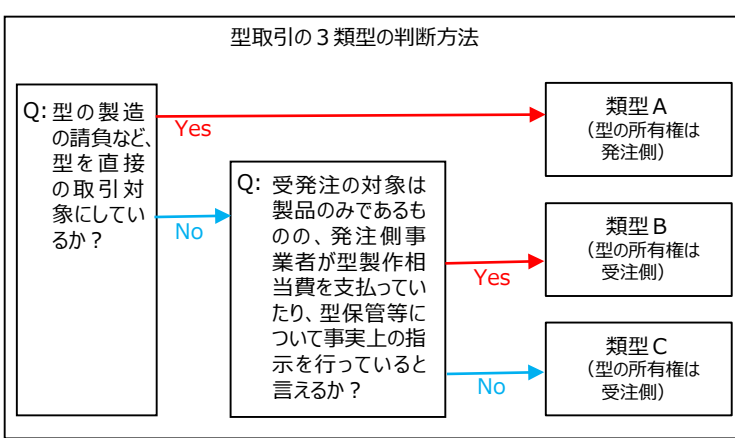 型取引の３類型の判断方法
Q: 型の製造
の請負など、
型を直接
の取引対
象にしてい
るか？
Yes
No
Q: 受発注の対象は
製品のみであるも
のの、発注側事
業者が型製作相
当費を支払ってい
たり、型保管等に
ついて事実上の指
示を行っていると
言えるか？
Yes
No
類型Ａ
（型の所有権は
発注側）
類型Ｂ
（型の所有権は
受注側）
類型Ｃ
（型の所有権は
受注側）